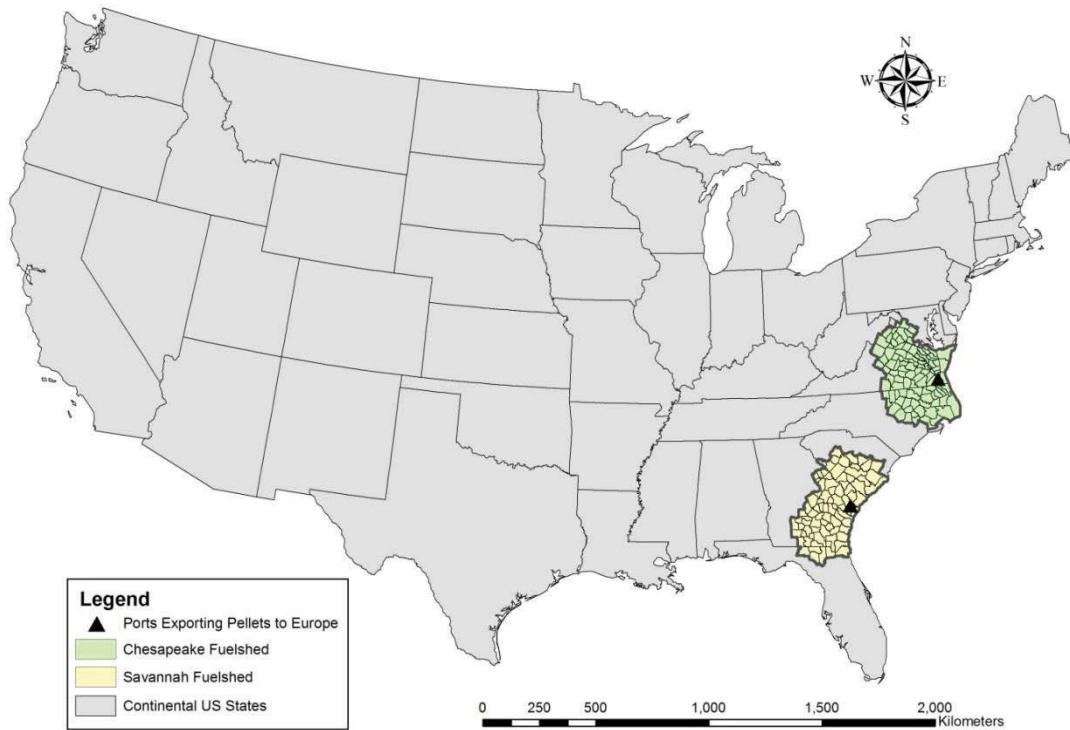 N
W E
S
Legend
Ports Exporting Pellets to Europe
Chesapeake Fuelshed
Savannah Fuelshed
Continental US States
0 250 500 1,000 1,500 2,000
Kilometers